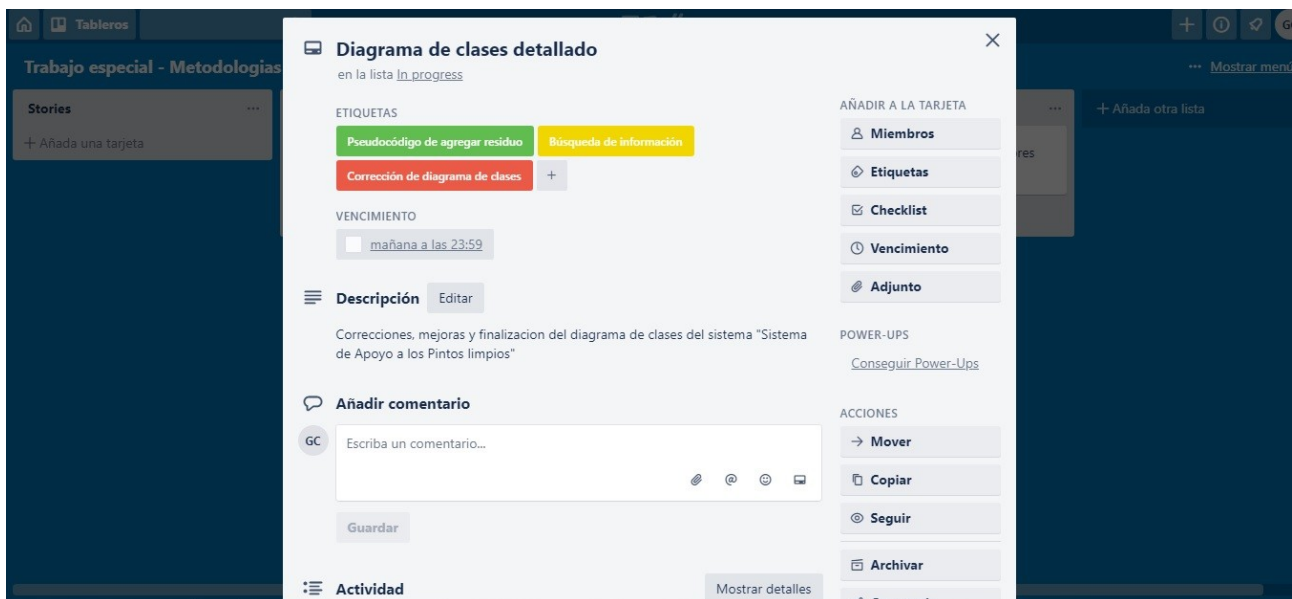 Tableros
GC
Trabajo especial - Metodologias
Mostrar menú
Stories
...
+ Añada una tarjeta
...
+ Añada otra lista
Diagrama de clases detallado
en la lista In progress
ETIQUETAS
Pseudocódigo de agregar residuo
Búsqueda de información
Corrección de diagrama de clases
+
VENCIMIENTO
mañana a las 23:59
Descripción
Editar
Correcciones, mejoras y finalizacion del diagrama de clases del sistema "Sistema
de Apoyo a los Pintos limpios"
Añadir comentario
GC
Escriba un comentario...
Guardar
Actividad
Mostrar detalles
AÑADIR A LA TARJETA
Miembros
Etiquetas
Checklist
Vencimiento
Adjunto
POWER-UPS
Conseguir Power-Ups
ACCIONES
Mover
Copiar
Seguir
Archivar